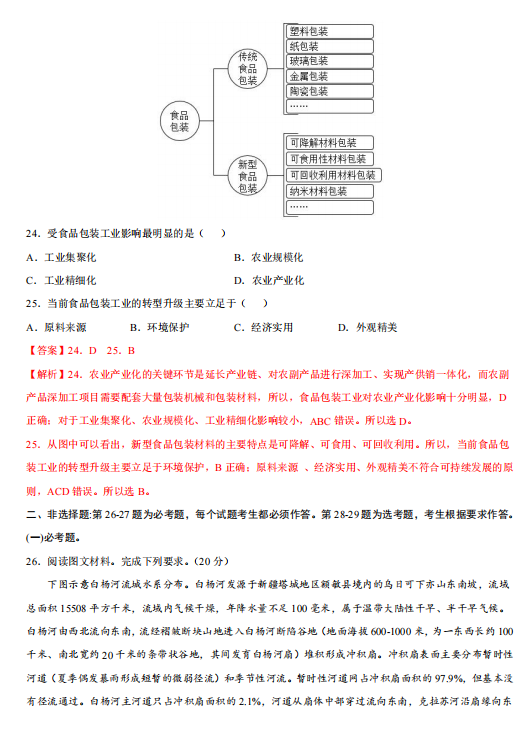 塑料包装
纸包装
玻璃包装
金属包装
陶瓷包装
……
传统
食品
包装
食品
包装
新型
食品
包装
可降解材料包装
可食用性材料包装
可回收利用材料包装
纳米材料包装
……
24．受食品包装工业影响最明显的是（　　）
A．工业集聚化 B．农业规模化
C．工业精细化 D．农业产业化
25．当前食品包装工业的转型升级主要立足于（　　）
A．原料来源 B．环境保护 C．经济实用 D．外观精美
【答案】24．D 25．B
【解析】24．农业产业化的关键环节是延长产业链、对农副产品进行深加工、实现产供销一体化，而农副
产品深加工项目需要配套大量包装机械和包装材料，所以，食品包装工业对农业产业化影响十分明显，D
正确；对于工业集聚化、农业规模化、工业精细化影响较小，ABC 错误。所以选 D。
25．从图中可以看出，新型食品包装材料的主要特点是可降解、可食用、可回收利用。所以，当前食品包
装工业的转型升级主要立足于环境保护，B 正确；原料来源 、经济实用、外观精美不符合可持续发展的原
则，ACD 错误。所以选 B。
二、非选择题:第 26-27 题为必考题，每个试题考生都必须作答。第 28-29 题为选考题，考生根据要求作答。
(一)必考题。
26．阅读图文材料。完成下列要求。（20 分）
下图示意白杨河流域水系分布。白杨河发源于新疆塔城地区额敏县境内的乌日可下亦山东南坡，流域
总面积 15508 平方千米，流域内气候干燥，年降水量不足 100 毫米，属于温带大陆性干旱、半干旱气候。
白杨河由西北流向东南，流经褶皱断块山地进入白杨河断陷谷地（地面海拔 600-1000 米，为一东西长约 100
千米、南北宽约 20 千米的条带状谷地，其间发育白杨河扇）堆积形成冲积扇。冲积扇表面主要分布暂时性
河道（夏季偶发暴雨形成短暂的微弱径流）和季节性河流。暂时性河道网占冲积扇面积的 97.9%，但基本没
有径流通过。白杨河主河道只占冲积扇面积的 2.1%，河道从扇体中部穿过流向东南，克拉苏河沿扇缘向东